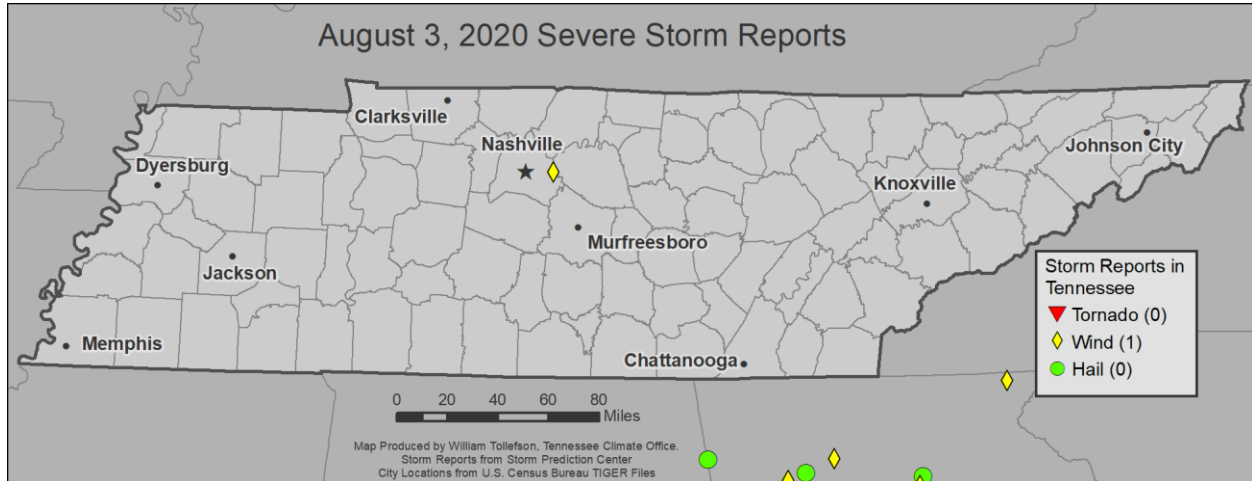 August 3, 2020 Severe Storm Reports
Clarksville
Nashville
Dyersburg
Johnson City
Knoxville
Murfreesboro
Jackson
Storm Reports in
Tennessee
Tornado (0)
Wind (1)
Hail (0)
Memphis
Chattanooga
0 20 40 60 80
Miles
Map Produced by William Tollefson, Tennessee Climate Office.
Storm Reports from Storm Prediction Center
City Locations from U.S. Census Bureau TIGER Files